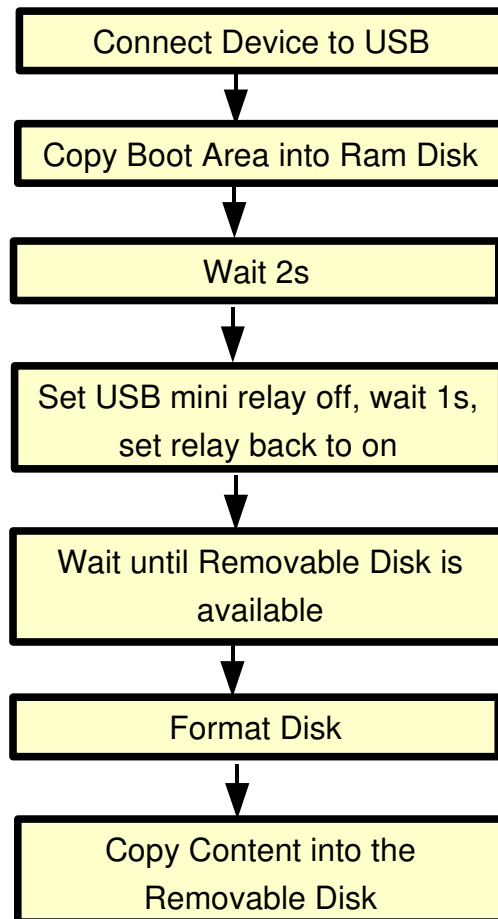 Connect Device to USB
Copy Boot Area into Ram Disk
Wait 2s
Set USB mini relay off, wait 1s,
set relay back to on
Wait until Removable Disk is
available
Format Disk
Copy Content into the
Removable Disk